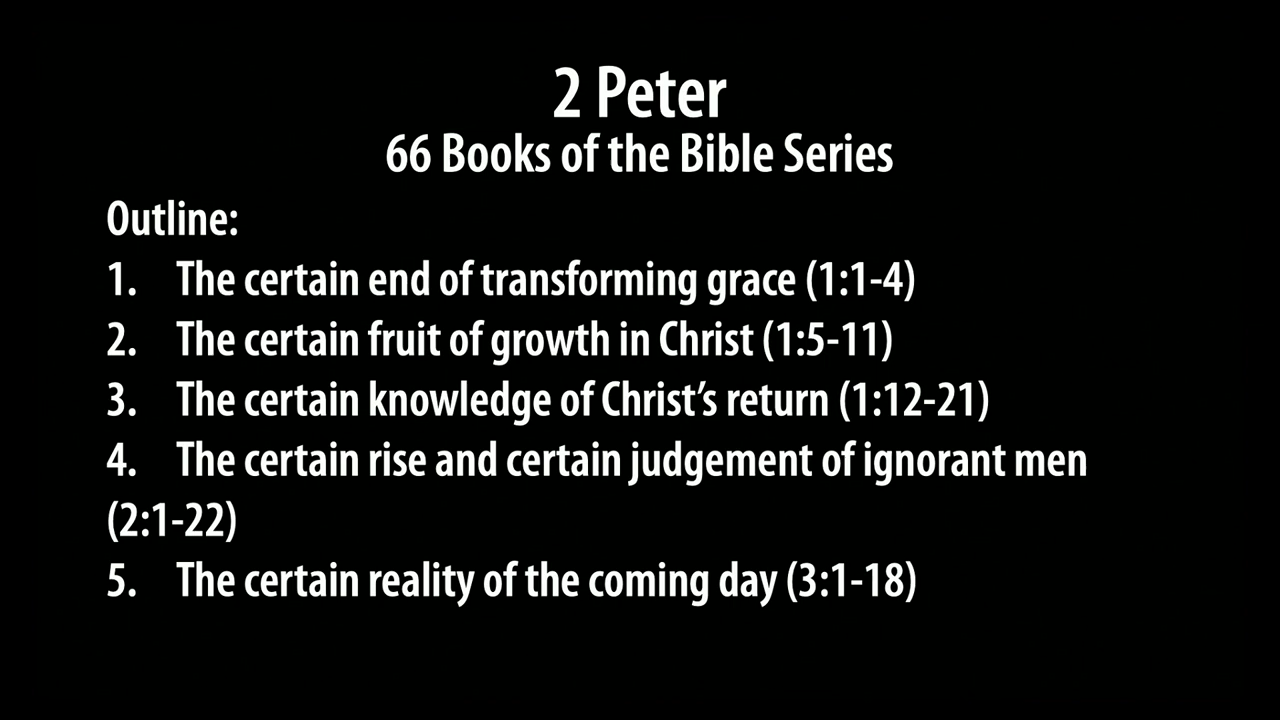 2 Peter
66 Books of the Bible Series
Outline:
1. The certain end of transforming grace (1:1-4)
2. The certain fruit of growth in Christ (1:5-11)
3. The certain knowledge of Christ’s return (1:12-21)
4. The certain rise and certain judgement of ignorant men
(2:1-22)
5. The certain reality of the coming day (3:1-18)